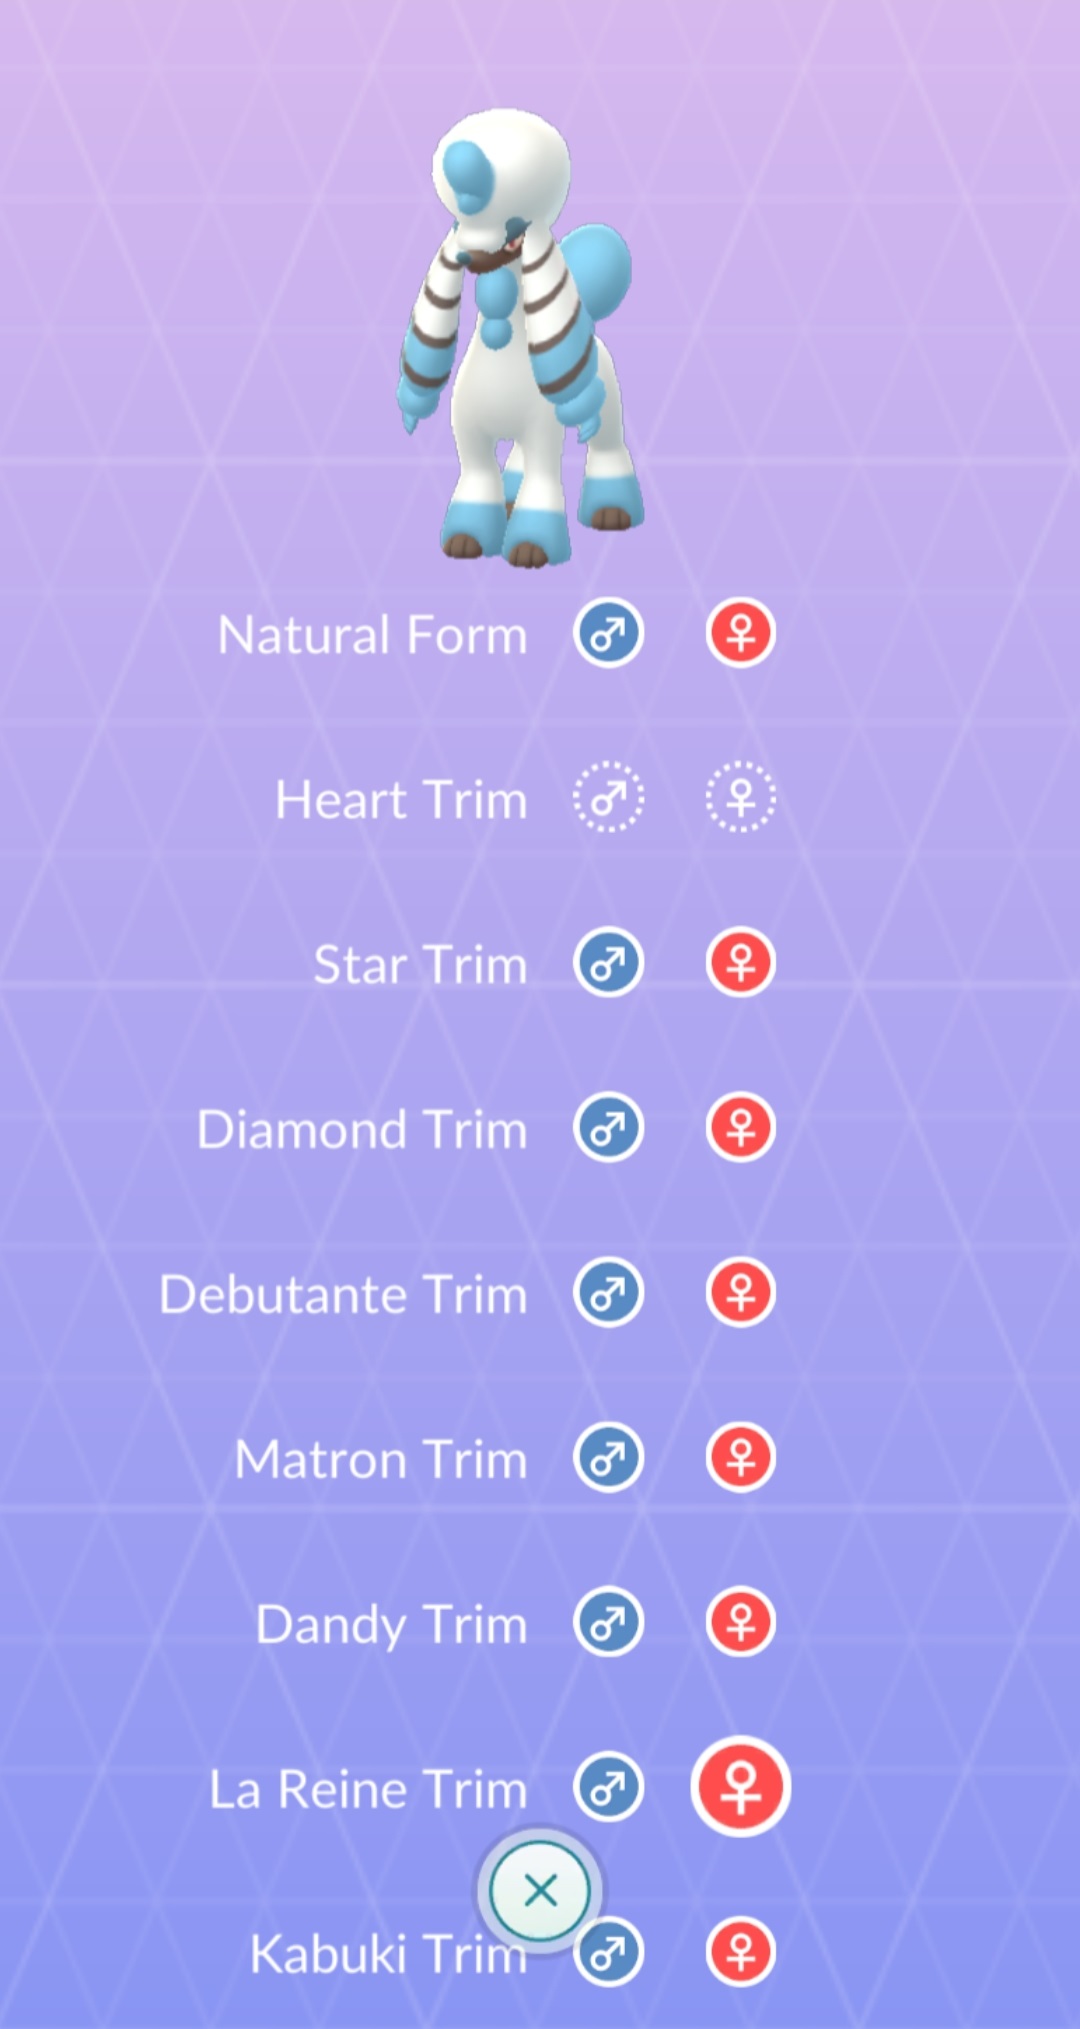 Natural Form
Heart Trim
Star Trim
Diamond Trim
Debutante Trim
Matron Trim
Dandy Trim
La Reine Trim
Kabuki Trim